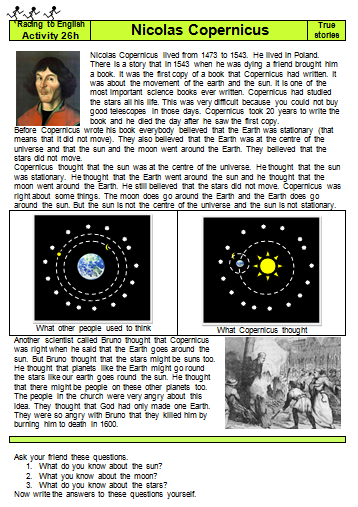 "Racing to English
Activity 26h
Nicolas Copernicus
True
stories
Nicolas Copernicus lived from 1473 to 1543. He lived in Poland.
There is a story that in 1543 when he was dying a friend brought him
a book. It was the first copy of a book that Copernicus had written. It
was about the movement of the earth and the sun. It is one of the
most important science books ever written. Copernicus had studied
the stars all his life. This was very difficult because you could not buy
good telescopes in those days. Copernicus took 20 years to write the
book and he died the day after he saw the first copy.
Before Copernicus wrote his book everybody believed that the Earth was stationary (that
means that it did not move). They also believed that the Earth was at the centre of the
universe and that the sun and the moon went around the Earth. They believed that the
stars did not move.
Copernicus thought that the sun was at the centre of the universe. He thought that the sun
was stationary. He thought that the Earth went around the sun and he thought that the
moon went around the Earth. He still believed that the stars did not move. Copernicus was
right about some things. The moon does go around the Earth and the Earth does go
around the sun. But the sun is not the centre of the universe and the sun is not stationary.
What other people used to think
What Copernicus thought
Another scientist called Bruno thought that Copernicus
was right when he said that the Earth goes around the
sun. But Bruno thought that the stars might be suns too.
He thought that planets like the Earth might go round
the stars like our earth goes round the sun. He thought
that there might be people on these other planets too.
The people in the church were very angry about this
idea. They thought that God had only made one Earth.
They were so angry with Bruno that they killed him by
burning him to death in 1600.
Ask your friend these questions.
1. What do you know about the sun?
2. What you know about the moon?
3. What do you know about the stars?
Now write the answers to these questions yourself.